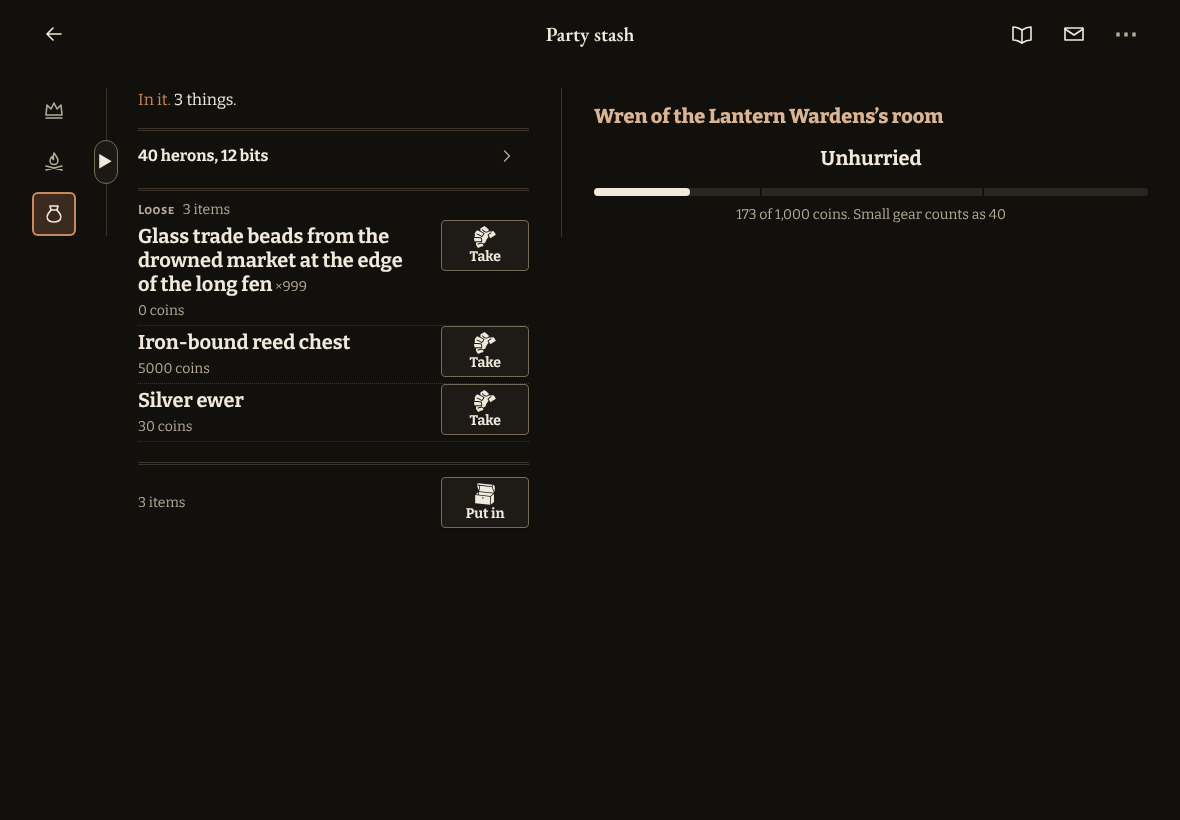 Party stash
In it. 3 things.
40 herons, 12 bits
Loose 3 items
Glass trade beads from the
drowned market at the edge
of the long fen ×999
0 coins
Take
Iron-bound reed chest
5000 coins
Take
Silver ewer
30 coins
Take
3 items
Put in
Wren of the Lantern Wardens’s room
Unhurried
173 of 1,000 coins. Small gear counts as 40